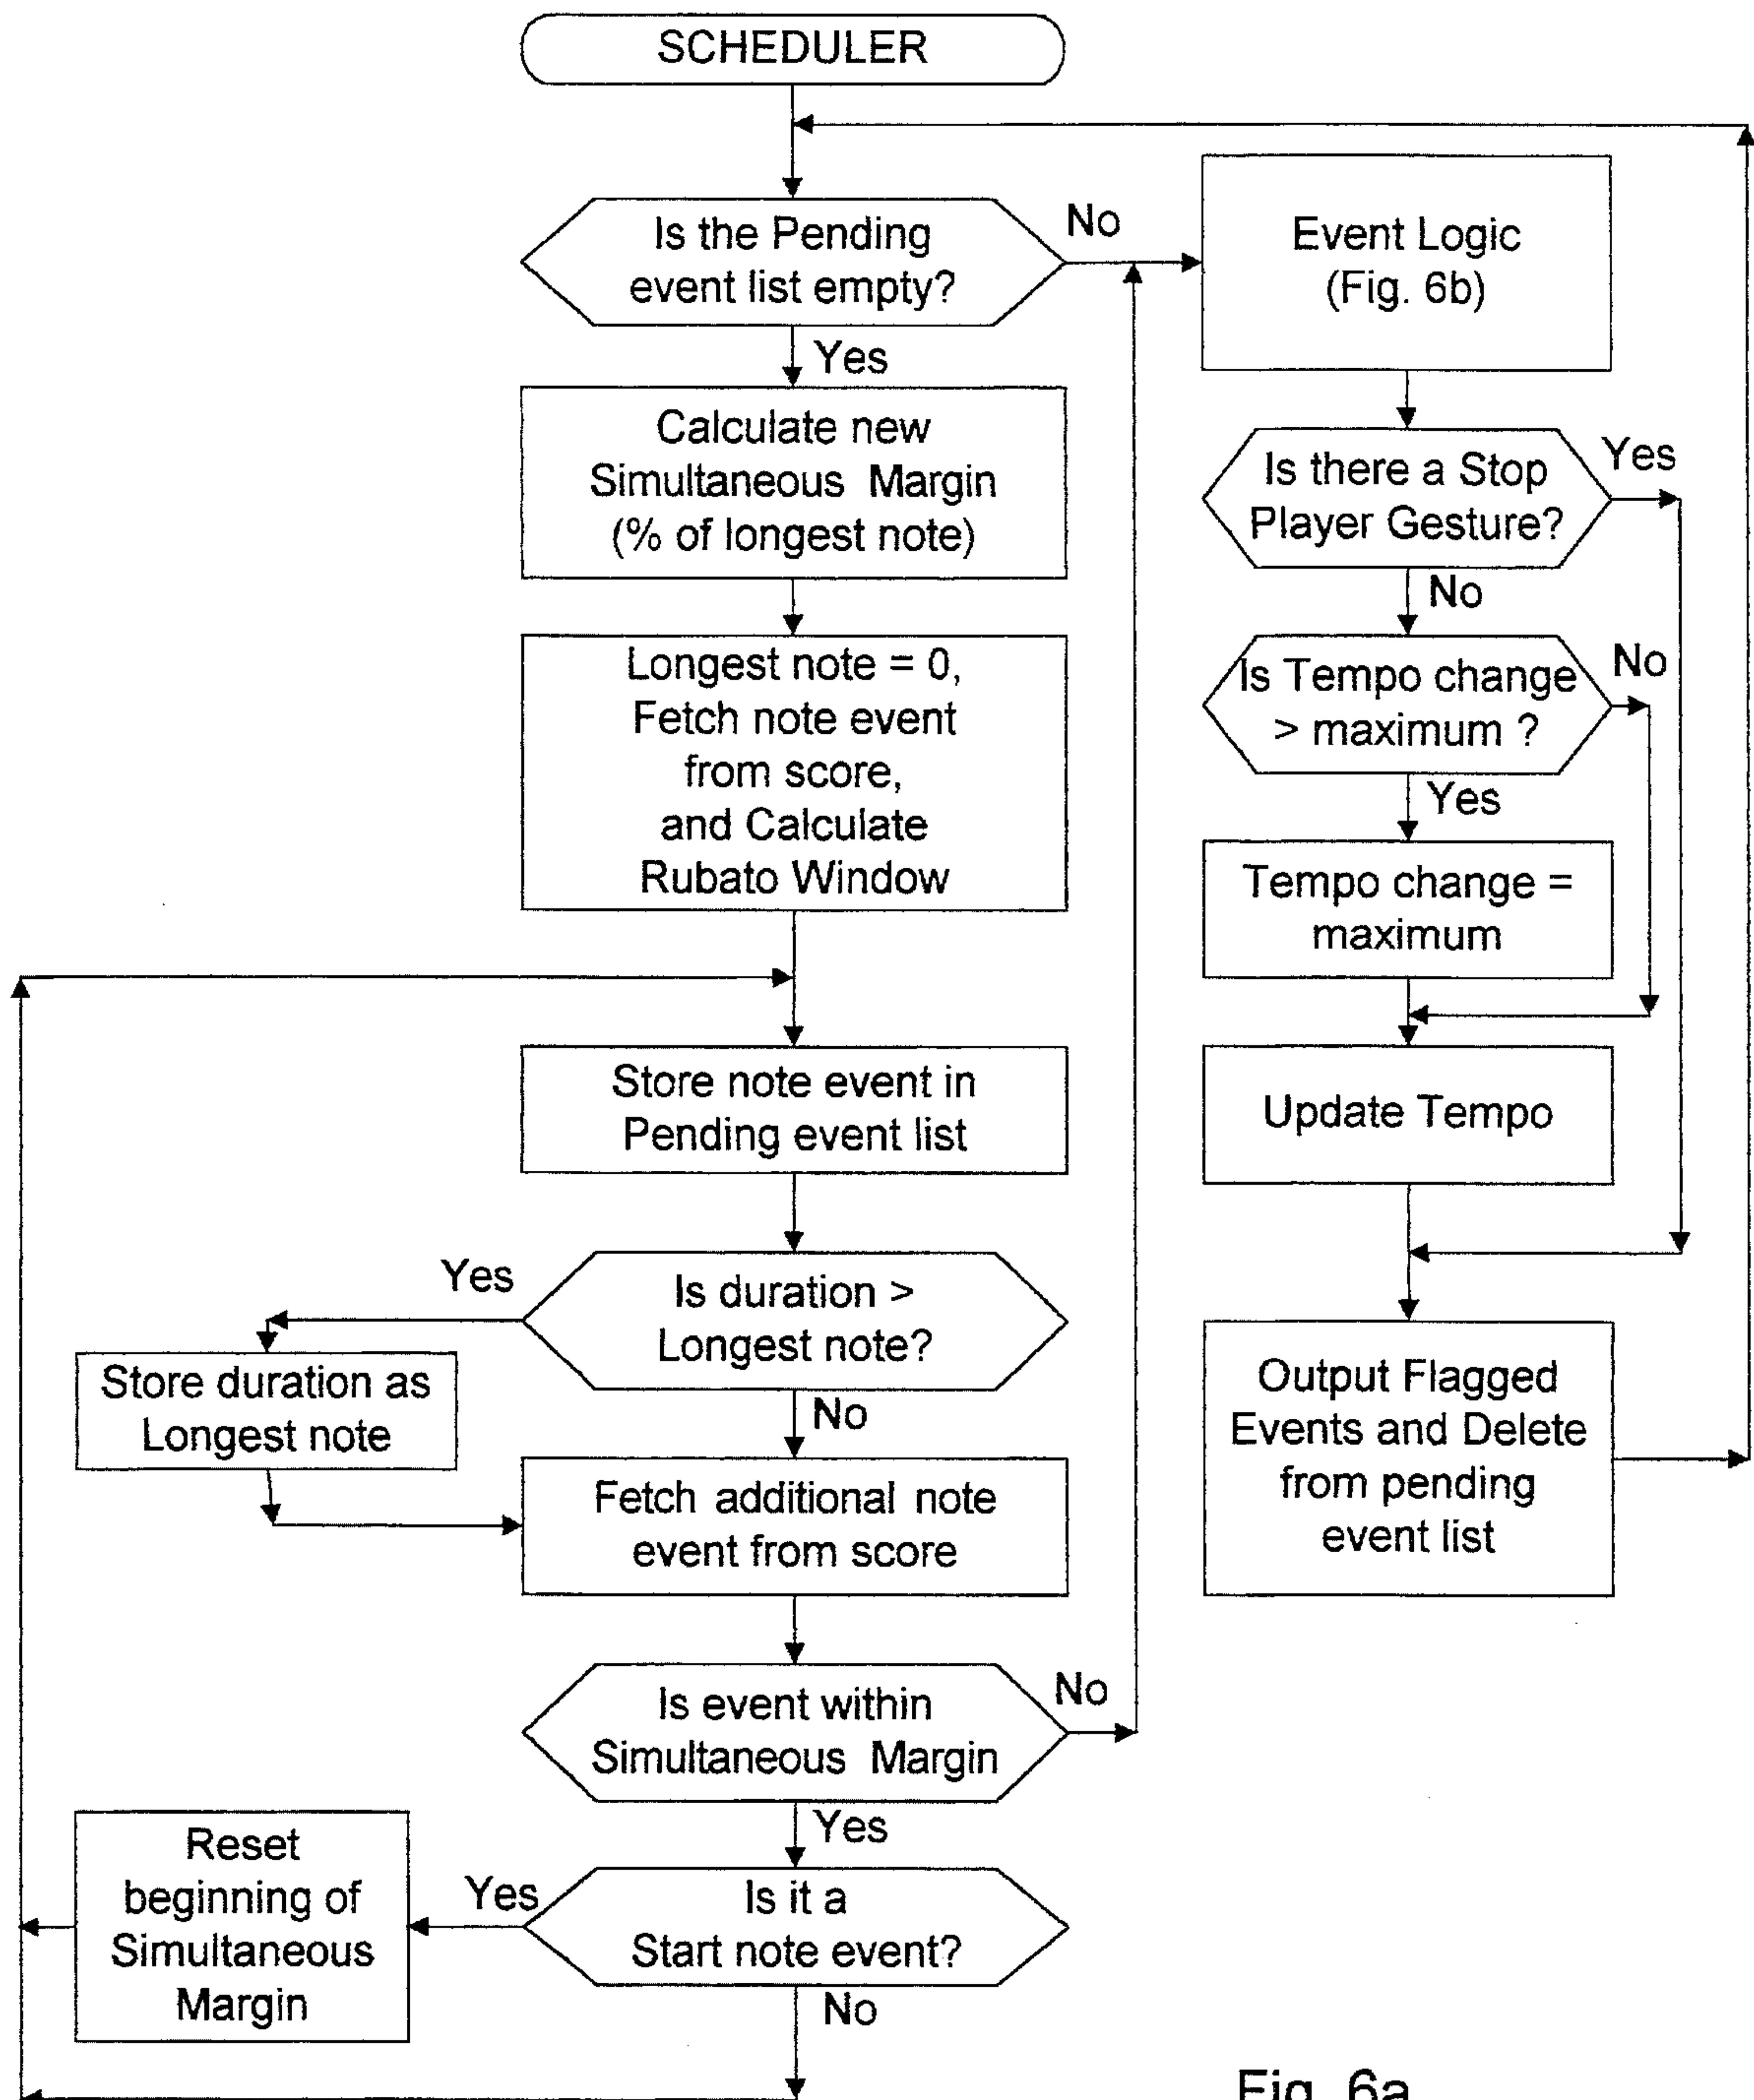 SCHEDULER
Is the Pending
event list empty?
No
Yes
Calculate new
Simultaneous Margin
(% of longest note)
Longest note = 0,
Fetch note event
from score,
and Calculate
Rubato Window
Store note event in
Pending event list
Is duration >
Longest note?
Yes
No
Store duration as
Longest note
Fetch additional note
event from score
Is event within
Simultaneous Margin
No
Yes
Is it a
Start note event?
Yes
No
Reset
beginning of
Simultaneous
Margin
Event Logic
(Fig. 6b)
Is there a Stop
Player Gesture?
Yes
No
Is Tempo change
> maximum ?
No
Yes
Tempo change =
maximum
Update Tempo
Output Flagged
Events and Delete
from pending
event list
Fig. 6a